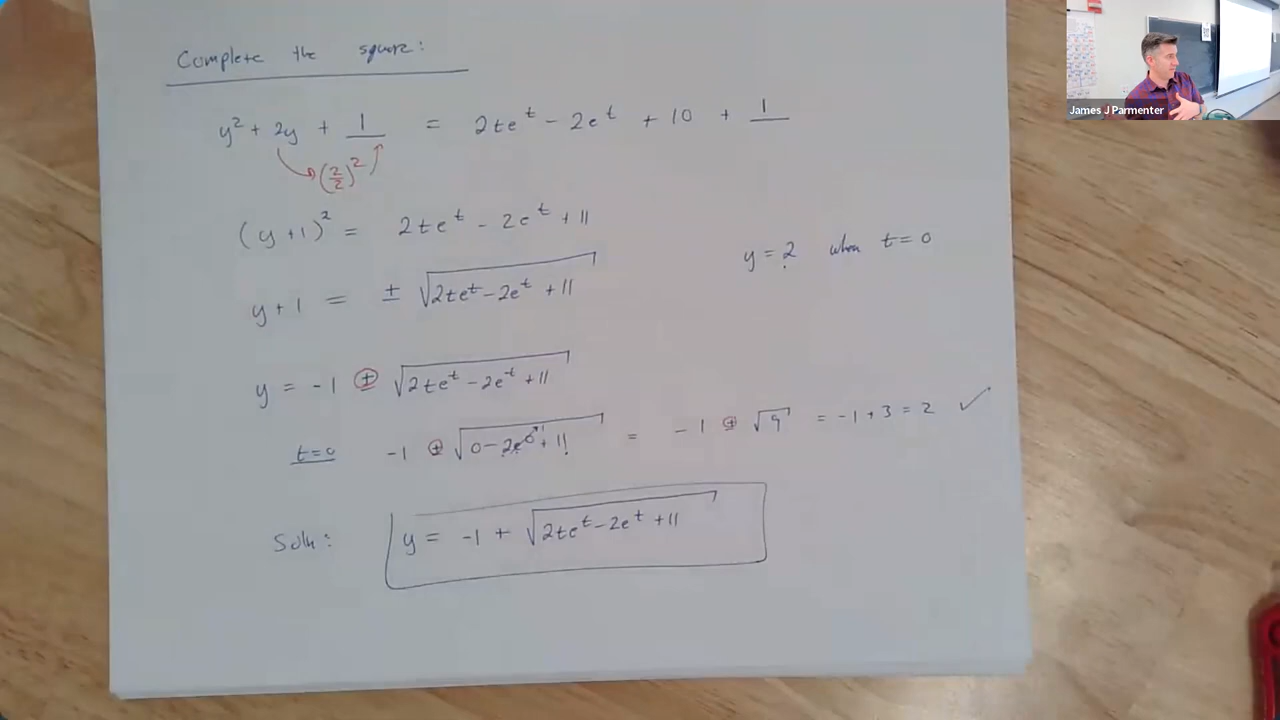 Complete the square:
y² + 2y + 1 = 2te^t - 2e^t + 10 + 1
(2/2)²
(y+1)² = 2te^t - 2e^t + 11
y = 2 when t = 0
y+1 = ± √(2te^t - 2e^t + 11)
y = -1 ± √(2te^t - 2e^t + 11)
t=0 -1 ± √(0 - 2e^0 + 11) = -1 ± √9 = -1 + 3 = 2 ✓
Soln: y = -1 + √(2te^t - 2e^t + 11)
James J Parmenter